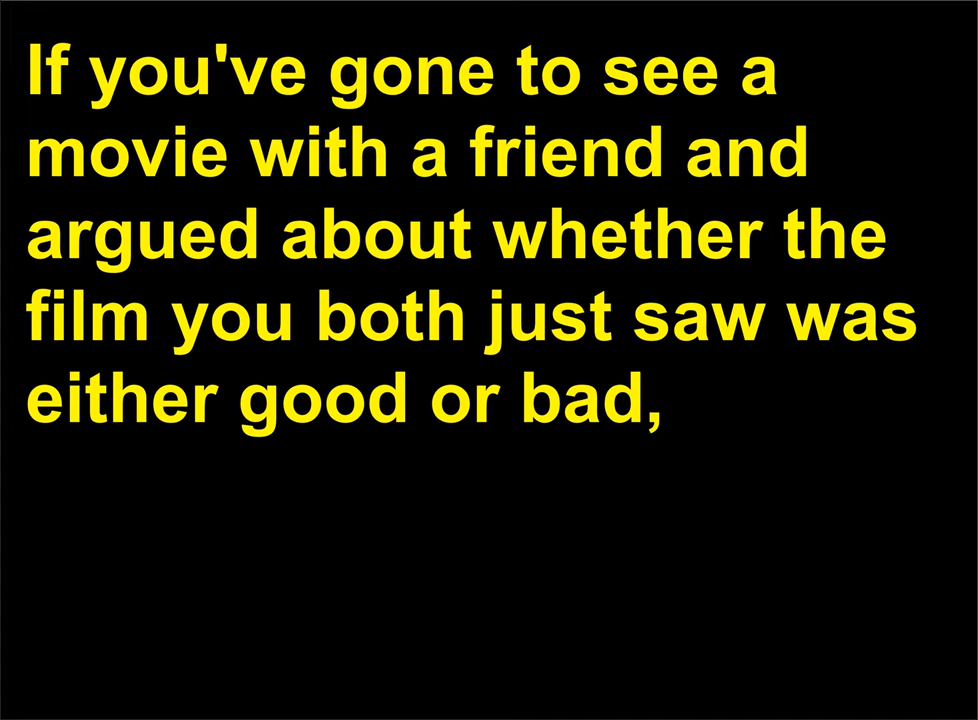 If you've gone to see a
movie with a friend and
argued about whether the
film you both just saw was
either good or bad,